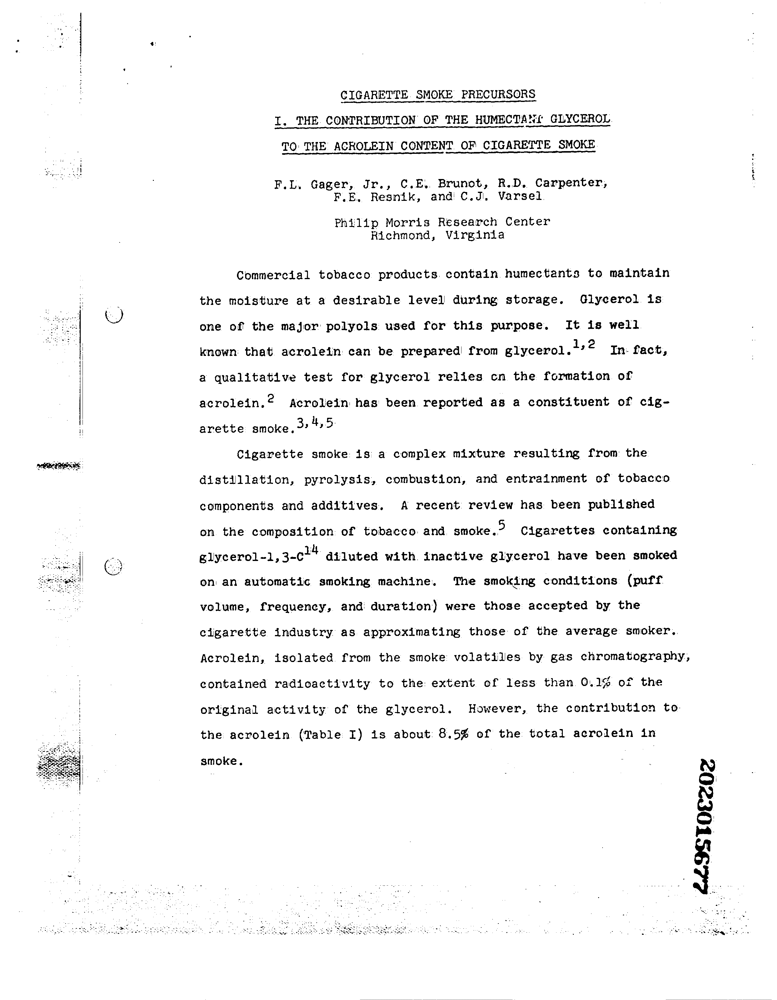 CIGARETTE SMOKE PRECURSORS
I. THE CONTRIBUTION OF THE HUMECTANT GLYCEROL
TO THE ACROLEIN CONTENT OF CIGARETTE SMOKE
F.L. Gager, Jr., C.E. Brunot, R.D. Carpenter,
F.E. Resnik, and C.J. Varsel
Philip Morris Research Center
Richmond, Virginia
Commercial tobacco products contain humectants to maintain
the moisture at a desirable level during storage. Glycerol is
one of the major polyols used for this purpose. It is well
known that acrolein can be prepared from glycerol.1,2 In fact,
a qualitative test for glycerol relies on the formation of
acrolein.2 Acrolein has been reported as a constituent of cig-
arette smoke.3,4,5
Cigarette smoke is a complex mixture resulting from the
distillation, pyrolysis, combustion, and entrainment of tobacco
components and additives. A recent review has been published
on the composition of tobacco and smoke.5 Cigarettes containing
glycerol-1,3-C14 diluted with inactive glycerol have been smoked
on an automatic smoking machine. The smoking conditions (puff
volume, frequency, and duration) were those accepted by the
cigarette industry as approximating those of the average smoker.
Acrolein, isolated from the smoke volatiles by gas chromatography,
contained radioactivity to the extent of less than 0.1% of the
original activity of the glycerol. However, the contribution to
the acrolein (Table I) is about 8.5% of the total acrolein in
smoke.
2023015677